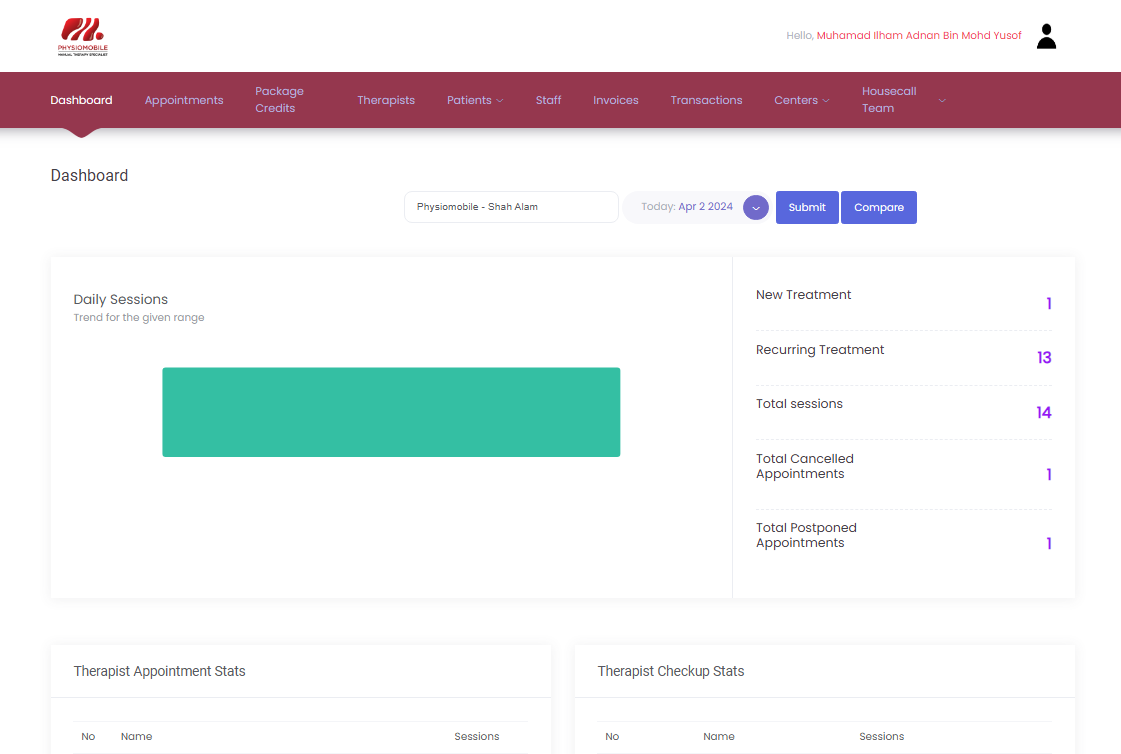 PHYSIOMOBILE
MANUAL THERAPY SPECIALIST
Hello, Muhamad Ilham Adnan Bin Mohd Yusof
Dashboard
Appointments
Package
Credits
Therapists
Patients
Staff
Invoices
Transactions
Centers
Housecall
Team
Dashboard
Physiomobile - Shah Alam
Today: Apr 2 2024
Submit
Compare
Daily Sessions
Trend for the given range
New Treatment
1
Recurring Treatment
13
Total sessions
14
Total Cancelled
Appointments
1
Total Postponed
Appointments
1
Therapist Appointment Stats
No Name Sessions
Therapist Checkup Stats
No Name Sessions